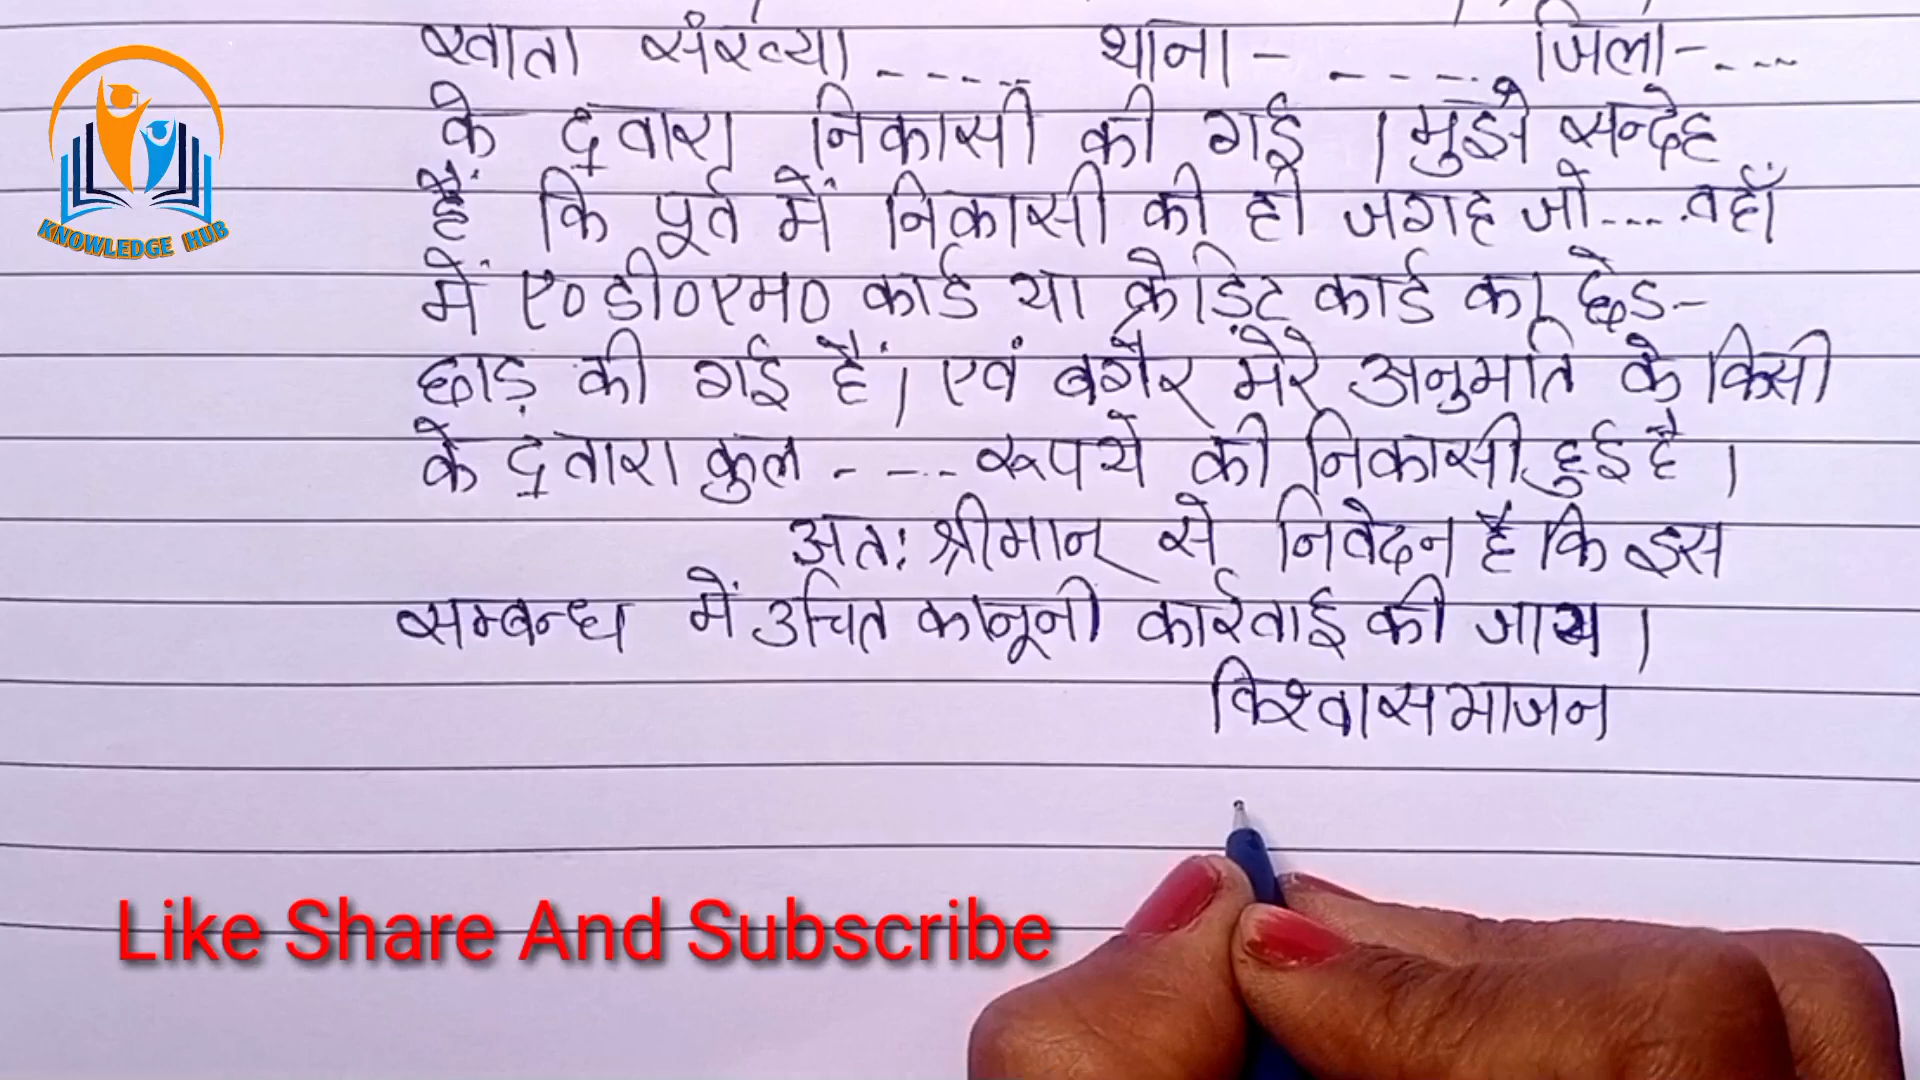 खाता संख्या ----- थाना- ----- जिला-----
के द्वारा निकासी की गई । मुझे सन्देह
हैं कि पूर्व में निकासी की ही जगह जो.... वहाँ
में ए०डी०एम० कार्ड या क्रेडिट कार्ड का छेड-
छाड़ की गई हैं। एवं बगैर मेरे अनुमति के किसी
के द्वारा कुल - --- रूपये की निकासी हुई है ।
अतः श्रीमान् से निवेदन है कि इस
सम्बन्ध में उचित कानूनी कार्रवाई की जाय ।
विश्वासभाजन
KNOWLEDGE HUB
Like Share And Subscribe